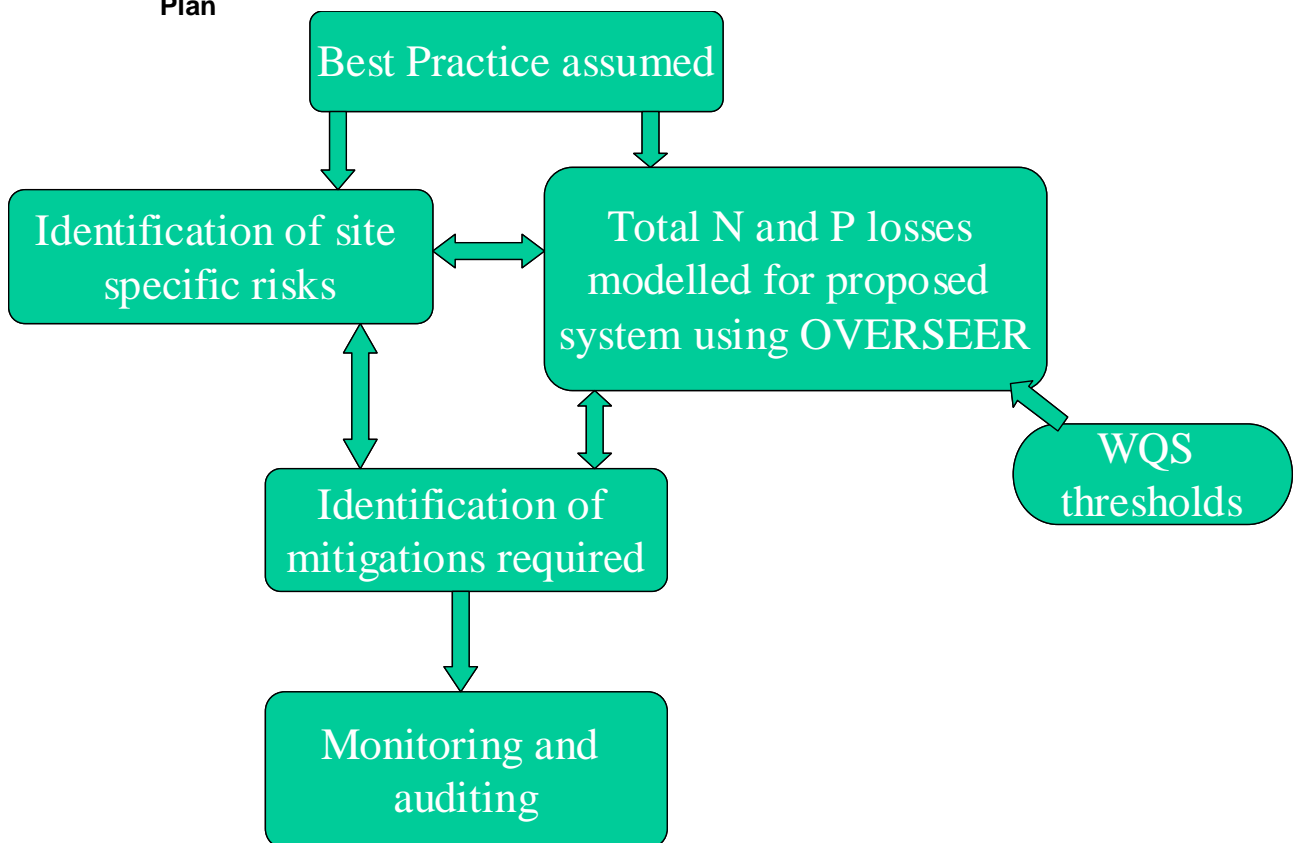 Plan
Best Practice assumed
Identification of site
specific risks
Total N and P losses
modelled for proposed
system using OVERSEER
WQS
thresholds
Identification of
mitigations required
Monitoring and
auditing